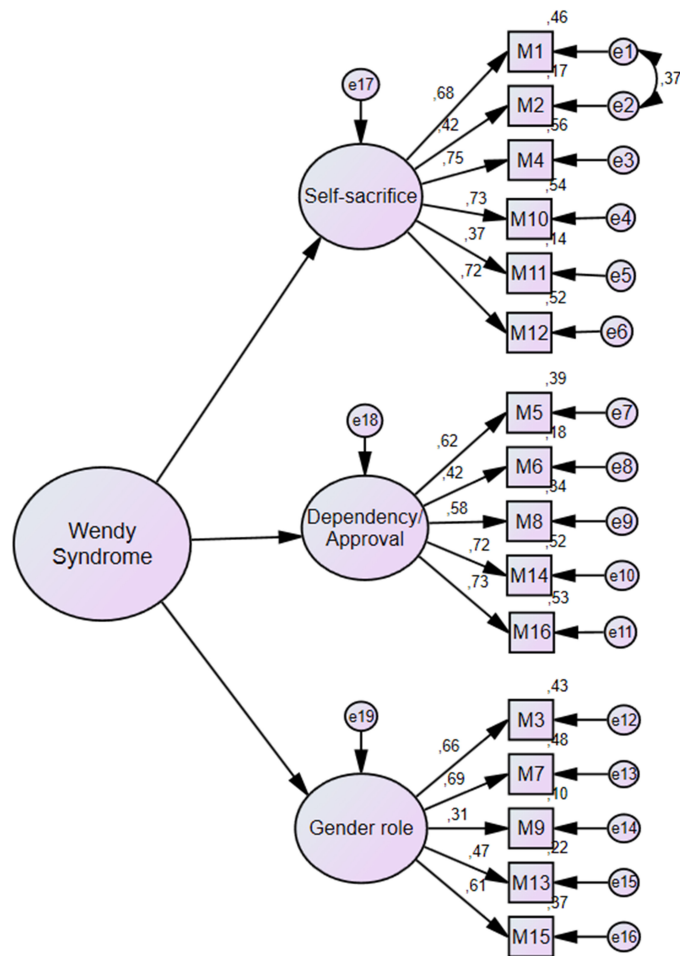 ,46
M1
e1
,17
,37
e17
,68
M2
e2
,42
,56
,75
M4
e3
,54
Self-sacrifice
,73
M10
e4
,37
,14
,72
M11
e5
,52
M12
e6
,39
M5
e7
e18
,18
,62
M6
e8
,42
,34
Dependency/
Approval
,58
M8
e9
,72
,52
M14
e10
,73
,53
M16
e11
Wendy
Syndrome
,43
e19
M3
e12
,66
,48
M7
e13
,69
,10
Gender role
,31
M9
e14
,47
,22
M13
e15
,61
,37
M15
e16